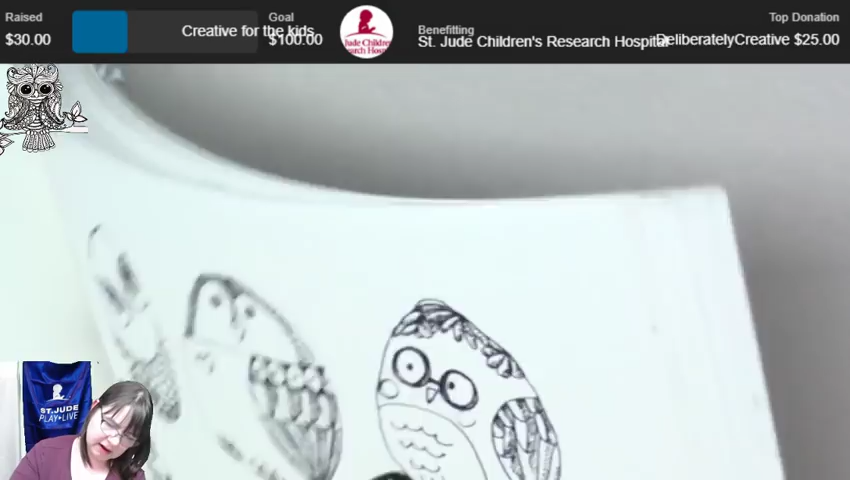 Raised
$30.00
Creative for the kids
Goal
$100.00
Benefitting
St. Jude Children's Research Hospital
Top Donation
DeliberatelyCreative $25.00
ST. JUDE
PLAY LIVE